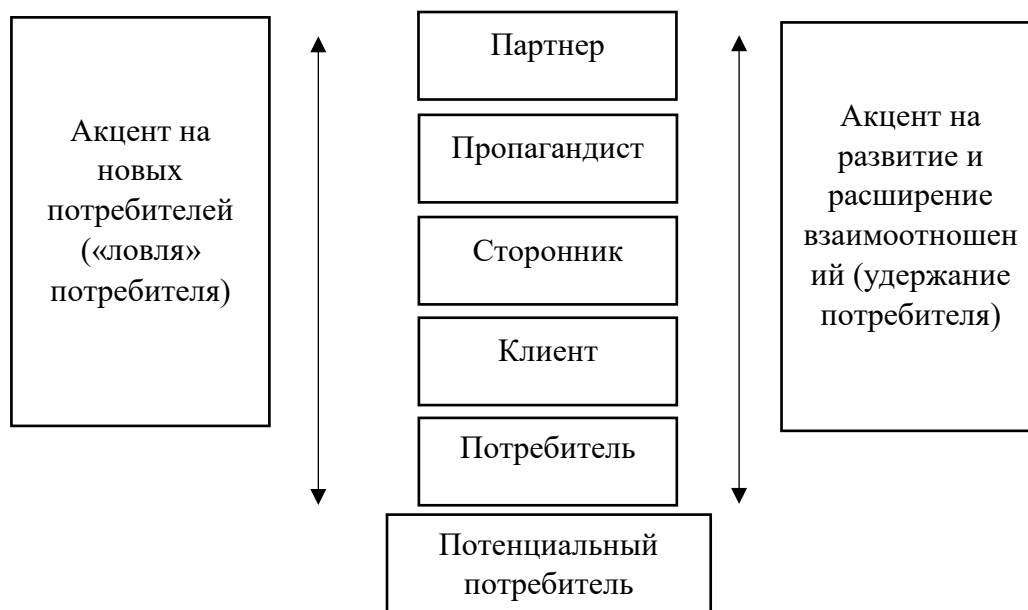 Акцент на
новых
потребителей
(«ловля»
потребителя)
Партнер
Пропагандист
Сторонник
Клиент
Потребитель
Потенциальный
потребитель
Акцент на
развитие и
расширение
взаимоотношен
ий (удержание
потребителя)